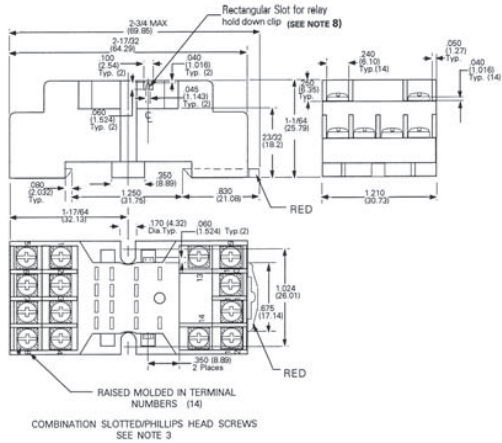 Rectangular Slot for relay
hold down clip (SEE NOTE 8)
2-3/4 MAX
(69.85)
2-17/32
(64.29)
.100
(2.54)
Typ. (2)
.040
(1.016)
Typ. (2)
.045
(1.143)
Typ. (2)
.060
(1.524)
Typ. (2)
℄
23/32
(18.2)
1-1/64
(25.79)
.080
(2.032)
Typ.
1.250
(31.75)
.350
(8.89)
.830
(21.08)
RED
.240
(6.10)
Typ.(14)
.050
(1.27)
Typ.
.040
(1.016)
Typ. (14)
.250
(6.35)
Typ.
1.210
(30.73)
1-17/64
(32.13)
.170 (4.32)
Dia.Typ.
.060
(1.524) Typ.(2)
13
14
1.024
(26.01)
.675
(17.14)
.350 (8.89)
2 Places
RED
RAISED MOLDED IN TERMINAL
NUMBERS (14)
COMBINATION SLOTTED/PHILLIPS HEAD SCREWS
SEE NOTE 3